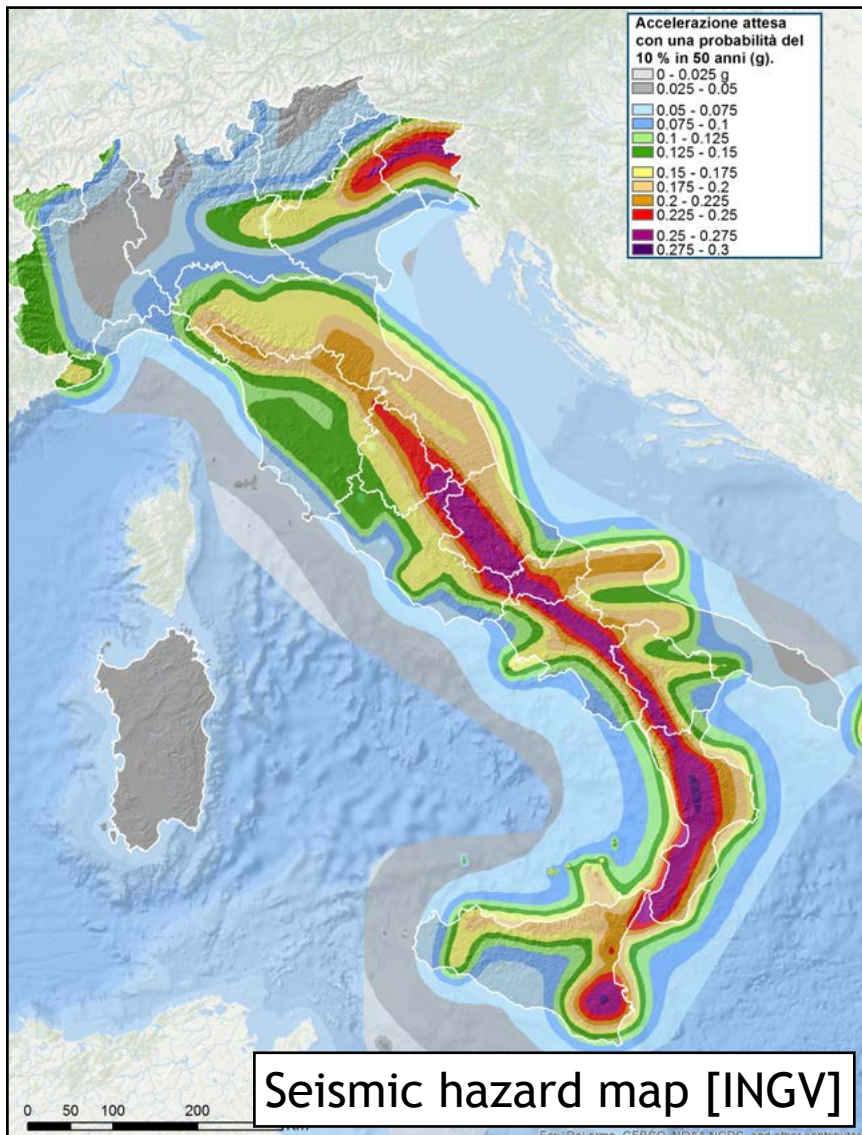 Accelerazione attesa
con una probabilità del
10 % in 50 anni (g).
0 - 0.025 g
0.025 - 0.05
0.05 - 0.075
0.075 - 0.1
0.1 - 0.125
0.125 - 0.15
0.15 - 0.175
0.175 - 0.2
0.2 - 0.225
0.225 - 0.25
0.25 - 0.275
0.275 - 0.3
Seismic hazard map [INGV]
0 50 100 200